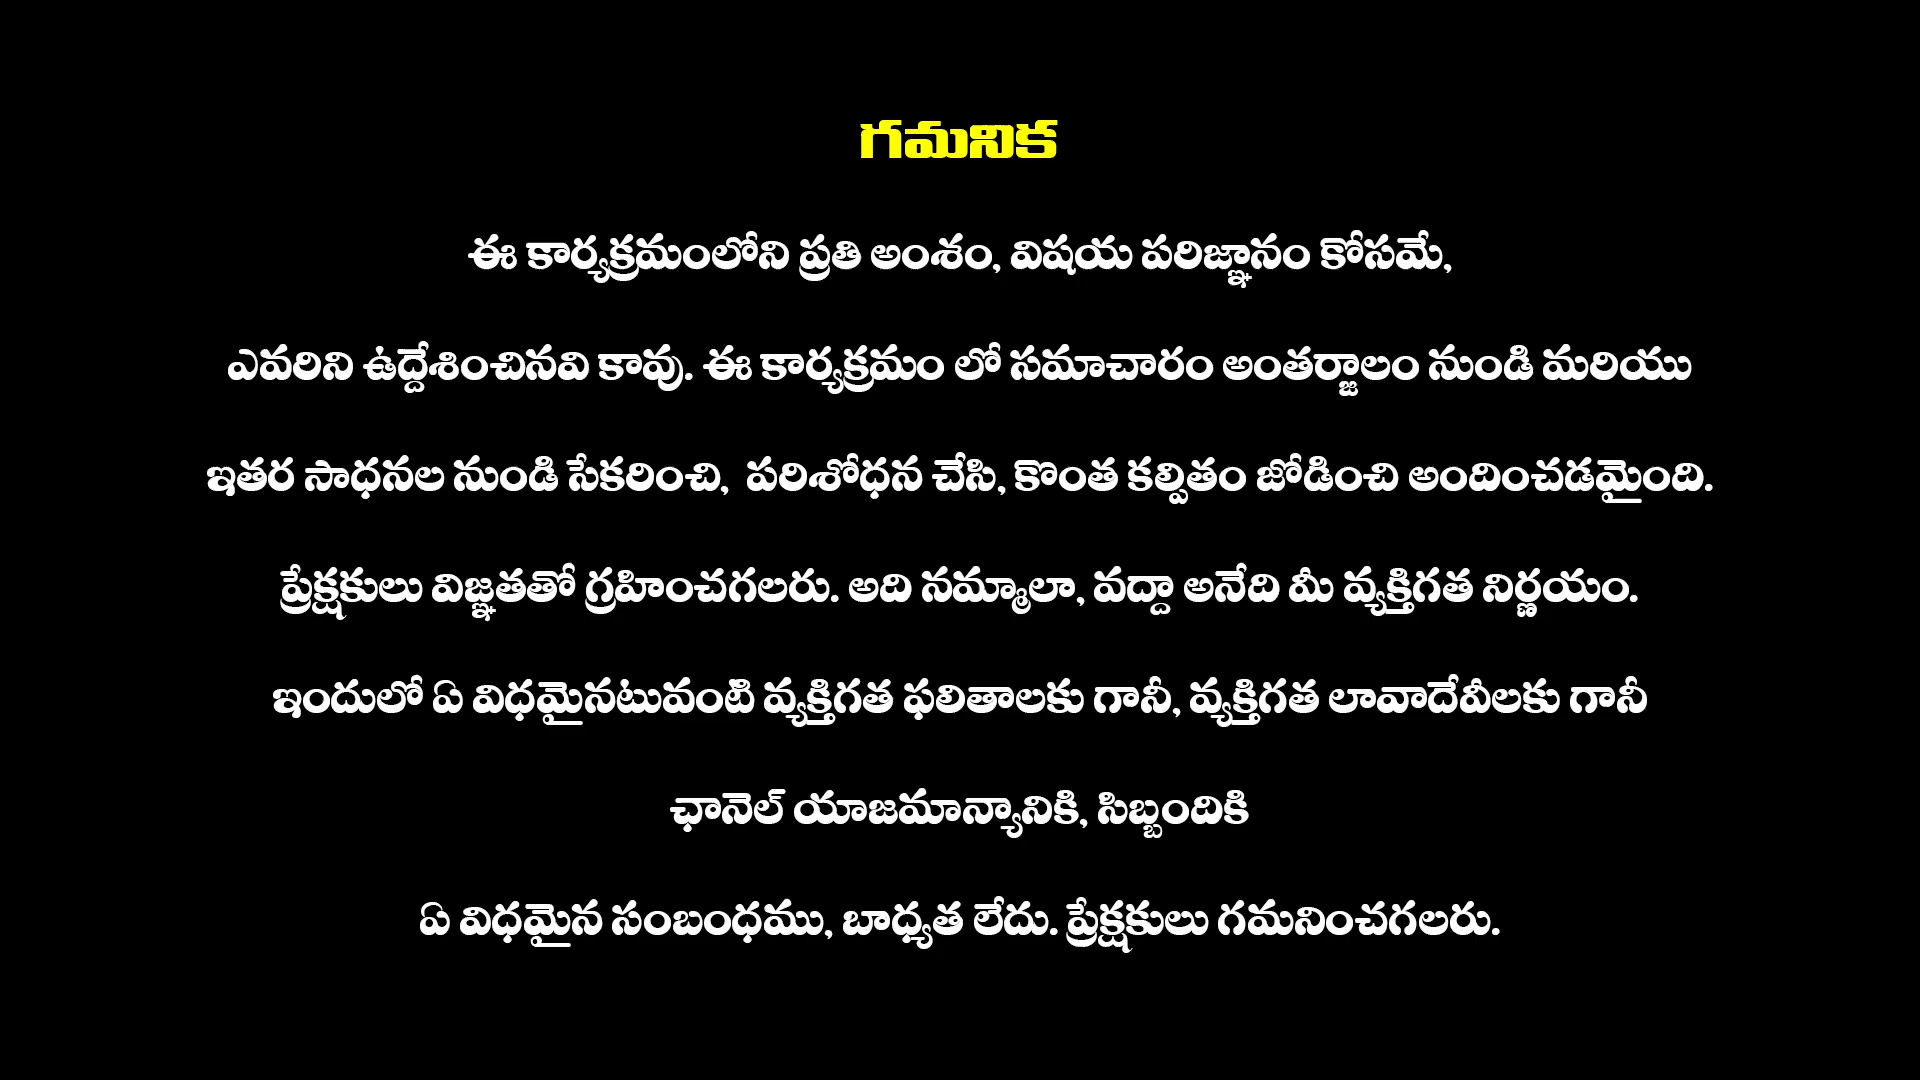 గమనిక
ఈ కార్యక్రమంలోని ప్రతి అంశం, విషయ పరిజ్ఞానం కోసమే,
ఎవరిని ఉద్దేశించినవి కావు. ఈ కార్యక్రమం లో సమాచారం అంతర్జాలం నుండి మరియు
ఇతర సాధనల నుండి సేకరించి, పరిశోధన చేసి, కొంత కల్పితం జోడించి అందించడమైంది.
ప్రేక్షకులు విజ్ఞతతో గ్రహించగలరు. అది నమ్మాలా, వద్దా అనేది మీ వ్యక్తిగత నిర్ణయం.
ఇందులో ఏ విధమైనటువంటి వ్యక్తిగత ఫలితాలకు గానీ, వ్యక్తిగత లావాదేవీలకు గానీ
ఛానెల్ యాజమాన్యానికి, సిబ్బందికి
ఏ విధమైన సంబంధము, బాధ్యత లేదు. ప్రేక్షకులు గమనించగలరు.